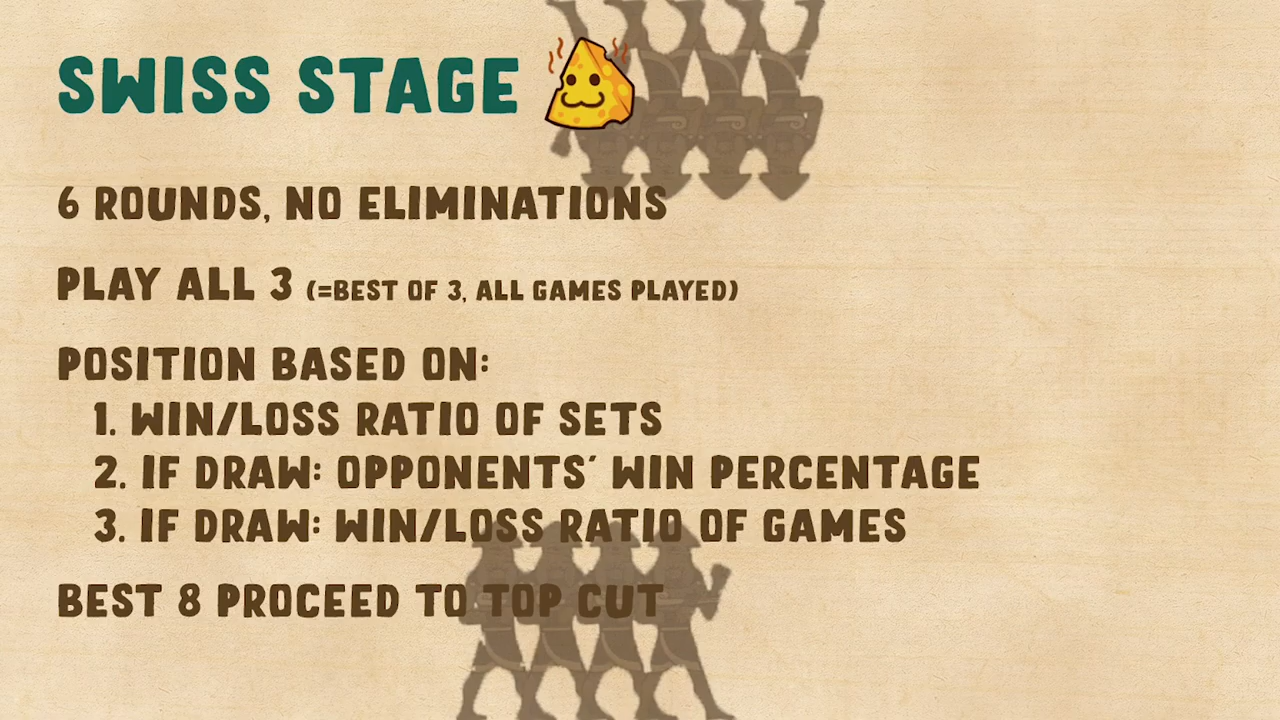 SWISS STAGE
6 ROUNDS, NO ELIMINATIONS
PLAY ALL 3 (=BEST OF 3, ALL GAMES PLAYED)
POSITION BASED ON:
1. WIN/LOSS RATIO OF SETS
2. IF DRAW: OPPONENTS' WIN PERCENTAGE
3. IF DRAW: WIN/LOSS RATIO OF GAMES
BEST 8 PROCEED TO TOP CUT